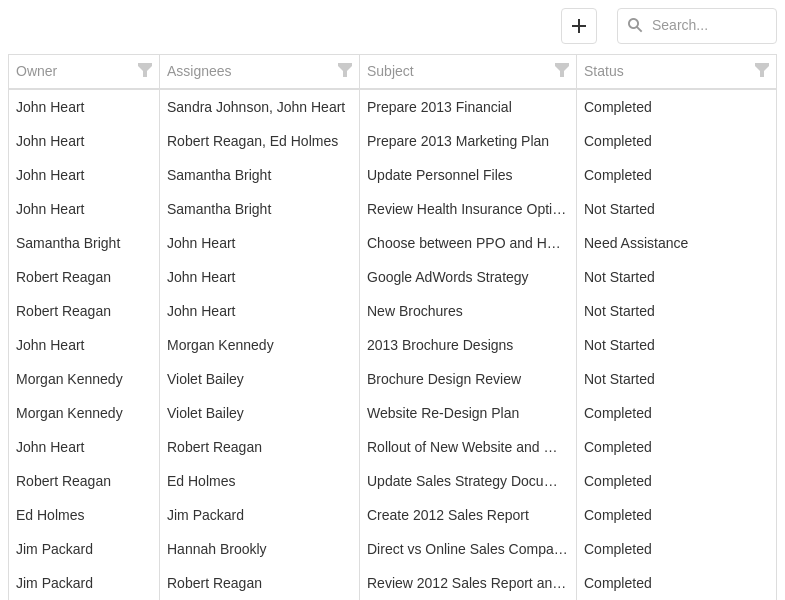 Search...
Owner Assignees Subject Status
John Heart Sandra Johnson, John Heart Prepare 2013 Financial Completed
John Heart Robert Reagan, Ed Holmes Prepare 2013 Marketing Plan Completed
John Heart Samantha Bright Update Personnel Files Completed
John Heart Samantha Bright Review Health Insurance Opti... Not Started
Samantha Bright John Heart Choose between PPO and H... Need Assistance
Robert Reagan John Heart Google AdWords Strategy Not Started
Robert Reagan John Heart New Brochures Not Started
John Heart Morgan Kennedy 2013 Brochure Designs Not Started
Morgan Kennedy Violet Bailey Brochure Design Review Not Started
Morgan Kennedy Violet Bailey Website Re-Design Plan Completed
John Heart Robert Reagan Rollout of New Website and ... Completed
Robert Reagan Ed Holmes Update Sales Strategy Docu... Completed
Ed Holmes Jim Packard Create 2012 Sales Report Completed
Jim Packard Hannah Brookly Direct vs Online Sales Compa... Completed
Jim Packard Robert Reagan Review 2012 Sales Report an... Completed